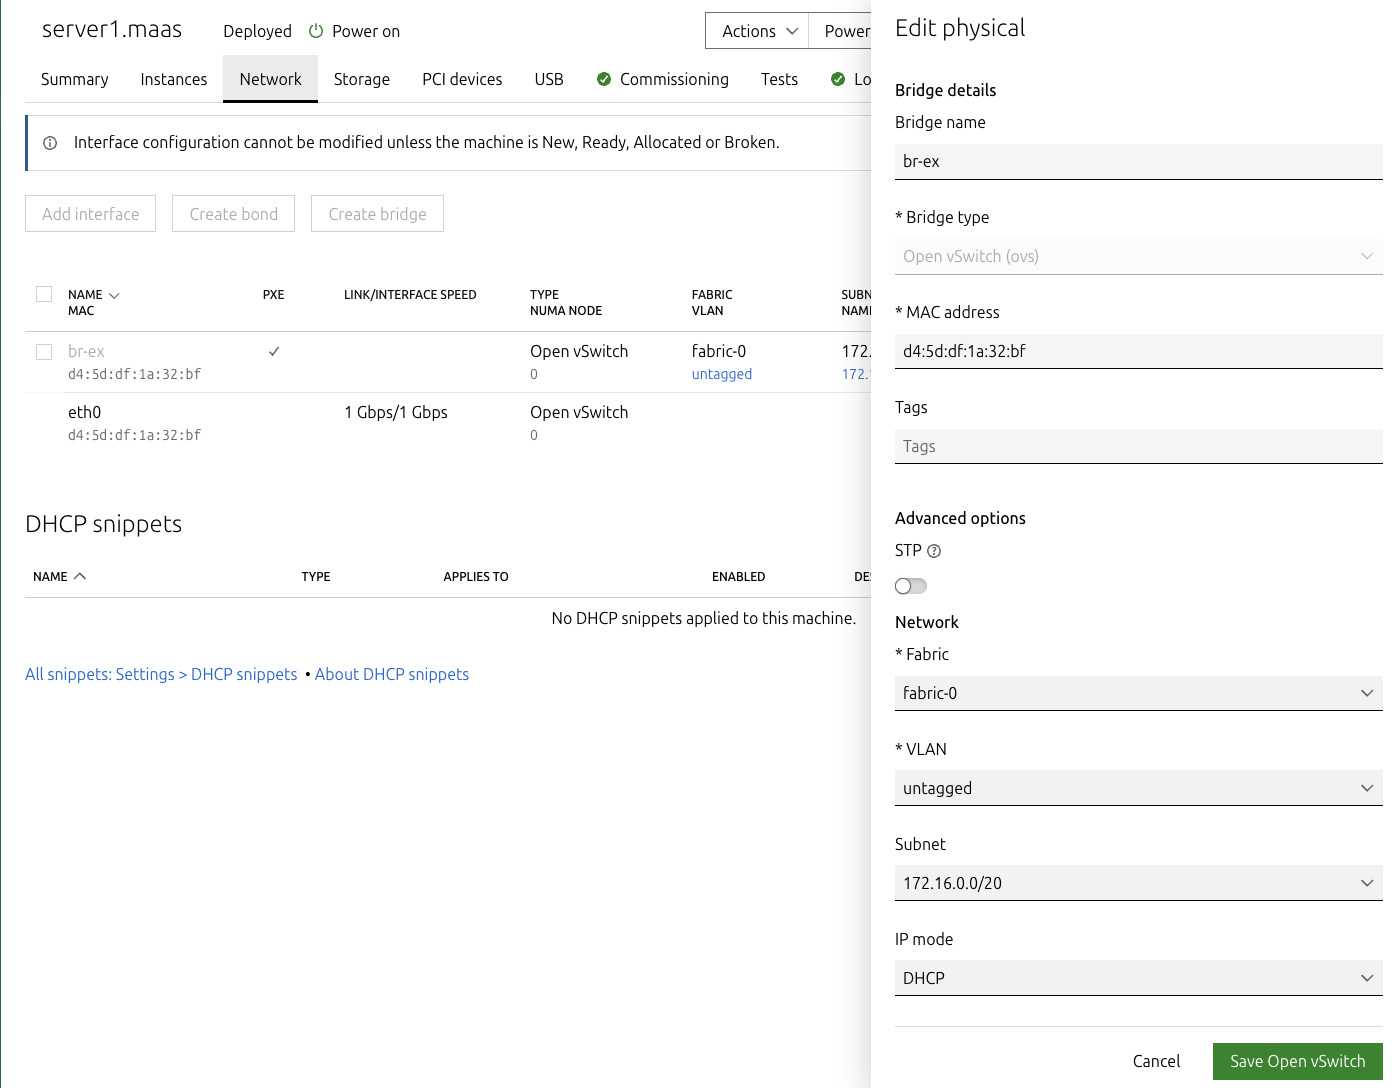 server1.maas Deployed Power on Actions Power
Summary Instances Network Storage PCI devices USB Commissioning Tests Lo
Interface configuration cannot be modified unless the machine is New, Ready, Allocated or Broken.
Add interface Create bond Create bridge
NAME PXE LINK/INTERFACE SPEED TYPE FABRIC SUBN
MAC NUMA NODE VLAN NAM
br-ex Open vSwitch fabric-0 172.
d4:5d:df:1a:32:bf 0 untagged 172.1
eth0 1 Gbps/1 Gbps Open vSwitch
d4:5d:df:1a:32:bf 0
DHCP snippets
NAME TYPE APPLIES TO ENABLED DES
No DHCP snippets applied to this machine.
All snippets: Settings > DHCP snippets • About DHCP snippets
Edit physical
Bridge details
Bridge name
br-ex
* Bridge type
Open vSwitch (ovs)
* MAC address
d4:5d:df:1a:32:bf
Tags
Tags
Advanced options
STP
Network
* Fabric
fabric-0
* VLAN
untagged
Subnet
172.16.0.0/20
IP mode
DHCP
Cancel Save Open vSwitch